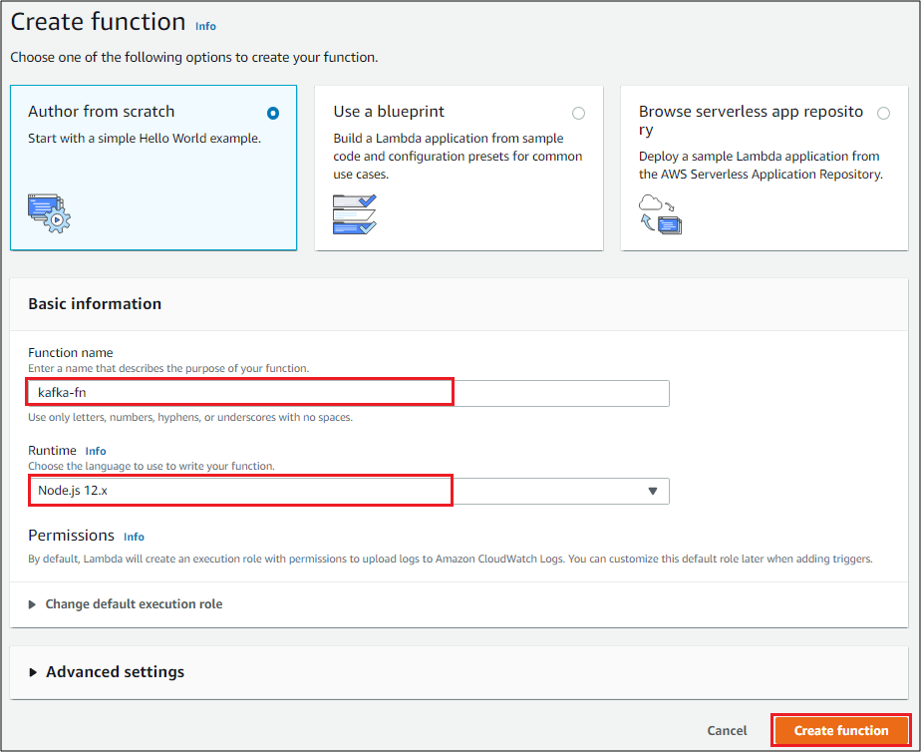 Create function Info
Choose one of the following options to create your function.
Author from scratch
Start with a simple Hello World example.
Use a blueprint
Build a Lambda application from sample
code and configuration presets for common
use cases.
Browse serverless app reposito
ry
Deploy a sample Lambda application from
the AWS Serverless Application Repository.
Basic information
Function name
Enter a name that describes the purpose of your function.
kafka-fn
Use only letters, numbers, hyphens, or underscores with no spaces.
Runtime Info
Choose the language to use to write your function.
Node.js 12.x
Permissions Info
By default, Lambda will create an execution role with permissions to upload logs to Amazon CloudWatch Logs. You can customize this default role later when adding triggers.
Change default execution role
Advanced settings
Cancel Create function